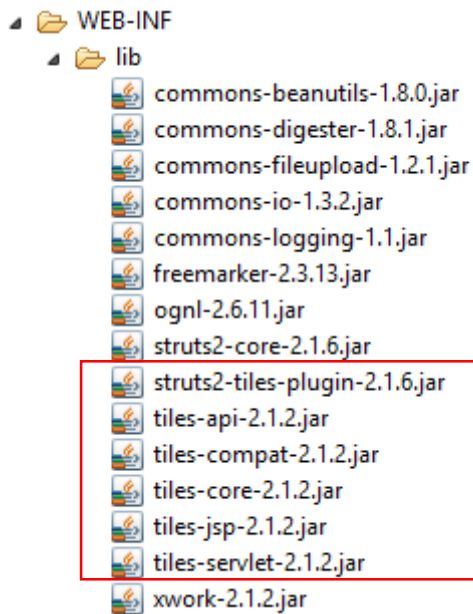 WEB-INF
lib
commons-beanutils-1.8.0.jar
commons-digester-1.8.1.jar
commons-fileupload-1.2.1.jar
commons-io-1.3.2.jar
commons-logging-1.1.jar
freemarker-2.3.13.jar
ognl-2.6.11.jar
struts2-core-2.1.6.jar
struts2-tiles-plugin-2.1.6.jar
tiles-api-2.1.2.jar
tiles-compat-2.1.2.jar
tiles-core-2.1.2.jar
tiles-jsp-2.1.2.jar
tiles-servlet-2.1.2.jar
xwork-2.1.2.jar